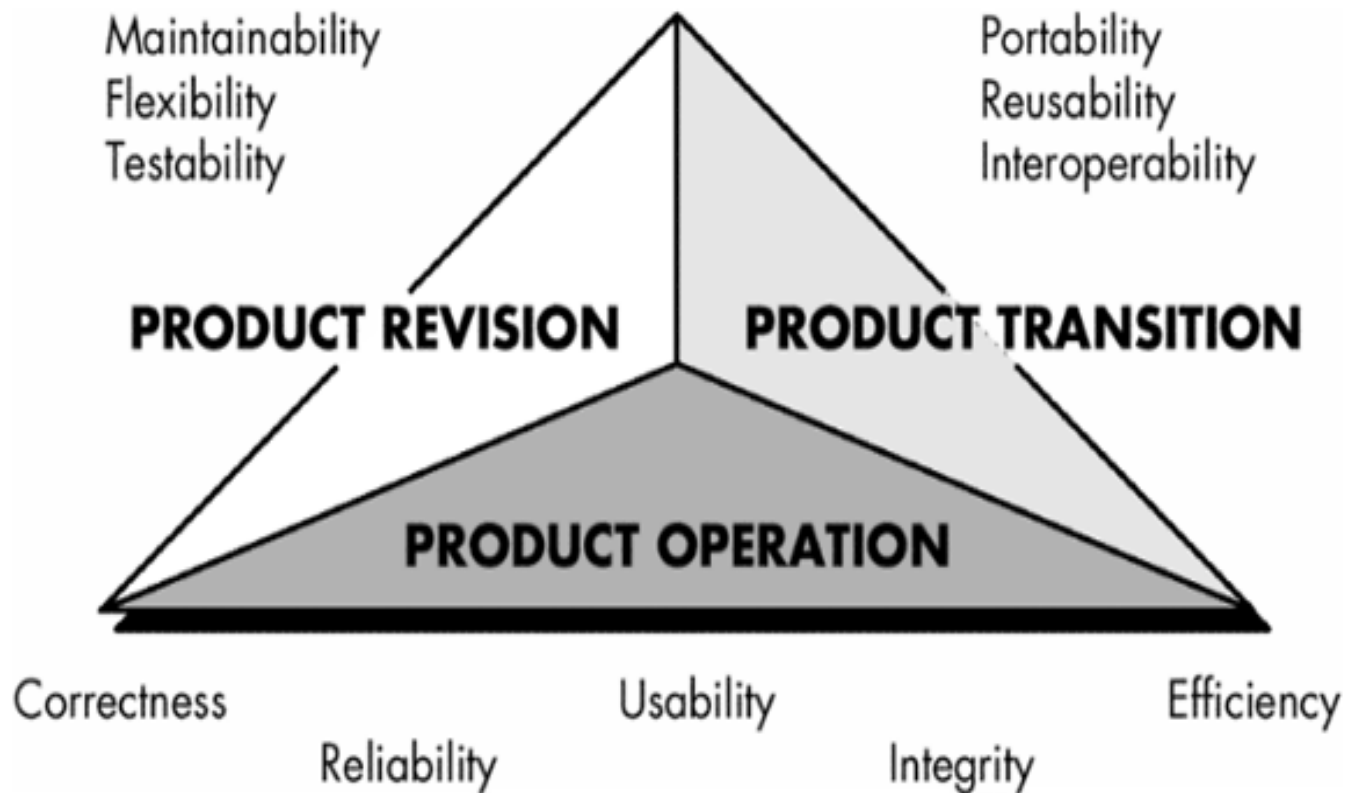 Maintainability
Flexibility
Testability
Portability
Reusability
Interoperability
PRODUCT REVISION
PRODUCT TRANSITION
PRODUCT OPERATION
Correctness
Usability
Efficiency
Reliability
Integrity